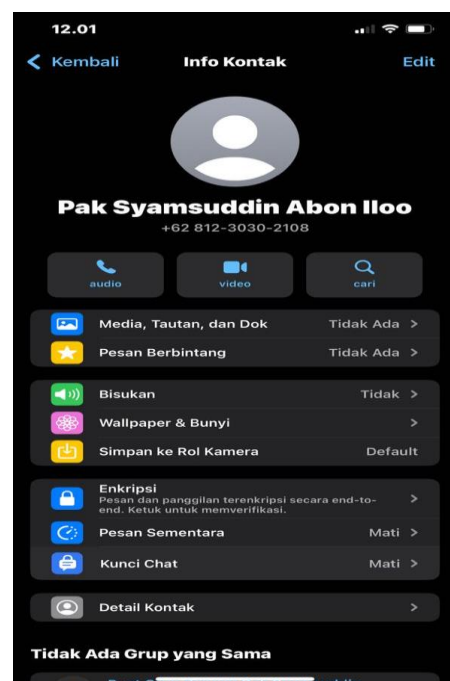 12.01
Kembali Info Kontak Edit
Pak Syamsuddin Abon Iloo
+62 812-3030-2108
audio video cari
Media, Tautan, dan Dok Tidak Ada
Pesan Berbintang Tidak Ada
Bisukan Tidak
Wallpaper & Bunyi
Simpan ke Rol Kamera Default
Enkripsi
Pesan dan panggilan terenkripsi secara end-to-
end. Ketuk untuk memverifikasi.
Pesan Sementara Mati
Kunci Chat Mati
Detail Kontak
Tidak Ada Grup yang Sama